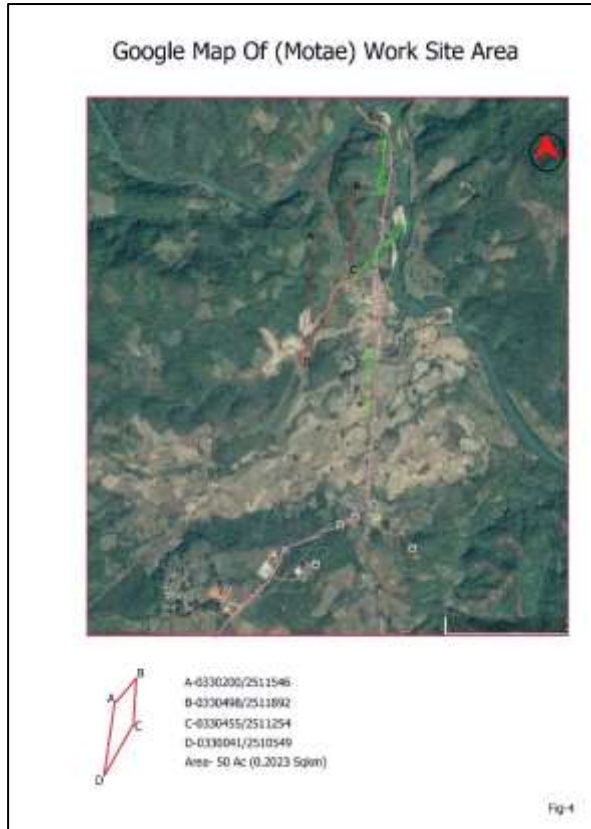 Google Map Of (Motae) Work Site Area
B
A
C
D
B
A
C
D
A-0330200/2511546
B-0330498/2511892
C-0330455/2511254
D-0330041/2510549
Area- 50 Ac (0.2023 Sqkm)
Fig-4